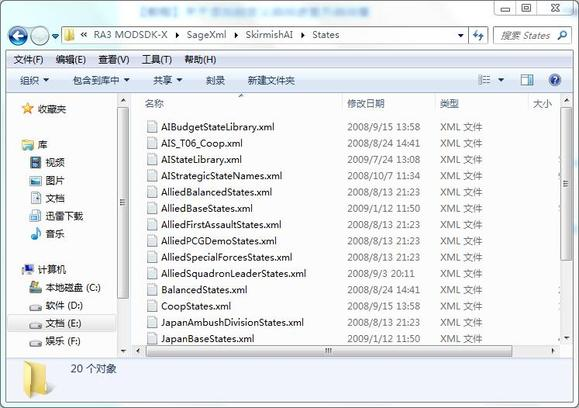 RA3 MODSDK-X ▸ SageXml ▸ SkirmishAI ▸ States
搜索 States
文件(F) 编辑(E) 查看(V) 工具(T) 帮助(H)
组织 包含到库中 共享 刻录 新建文件夹
名称 修改日期 类型 大小
收藏夹
库
视频
图片
文档
迅雷下载
音乐
计算机
本地磁盘 (C:)
软件 (D:)
文档 (E:)
娱乐 (F:)
AIBudgetStateLibrary.xml 2008/9/15 13:58 XML 文件
AIS_T06_Coop.xml 2008/8/24 14:41 XML 文件
AIStateLibrary.xml 2009/7/24 13:08 XML 文件
AIStrategicStateNames.xml 2008/10/7 11:34 XML 文件
AlliedBalancedStates.xml 2008/8/13 21:23 XML 文件
AlliedBaseStates.xml 2009/1/12 11:50 XML 文件
AlliedFirstAssaultStates.xml 2008/8/13 21:23 XML 文件
AlliedPCGDemoStates.xml 2008/8/13 21:23 XML 文件
AlliedSpecialForcesStates.xml 2008/8/13 21:23 XML 文件
AlliedSquadronLeaderStates.xml 2008/9/3 20:11 XML 文件
BalancedStates.xml 2008/8/24 14:41 XML 文件
CoopStates.xml 2008/9/15 13:58 XML 文件
JapanAmbushDivisionStates.xml 2008/8/13 21:23 XML 文件
JapanBaseStates.xml 2009/1/12 11:50 XML 文件
20 个对象